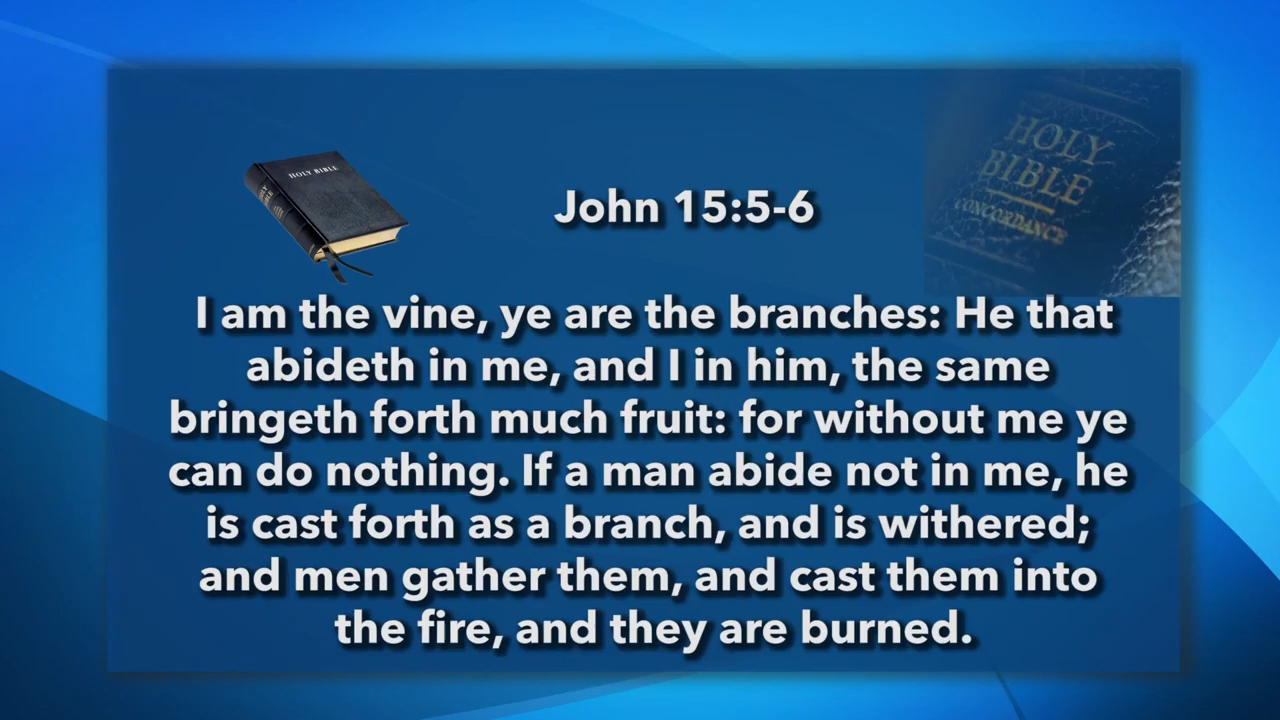 HOLY BIBLE
HOLY BIBLE
HOLY
BIBLE
CONCORDANCE
John 15:5-6
I am the vine, ye are the branches: He that
abideth in me, and I in him, the same
bringeth forth much fruit: for without me ye
can do nothing. If a man abide not in me, he
is cast forth as a branch, and is withered;
and men gather them, and cast them into
the fire, and they are burned.